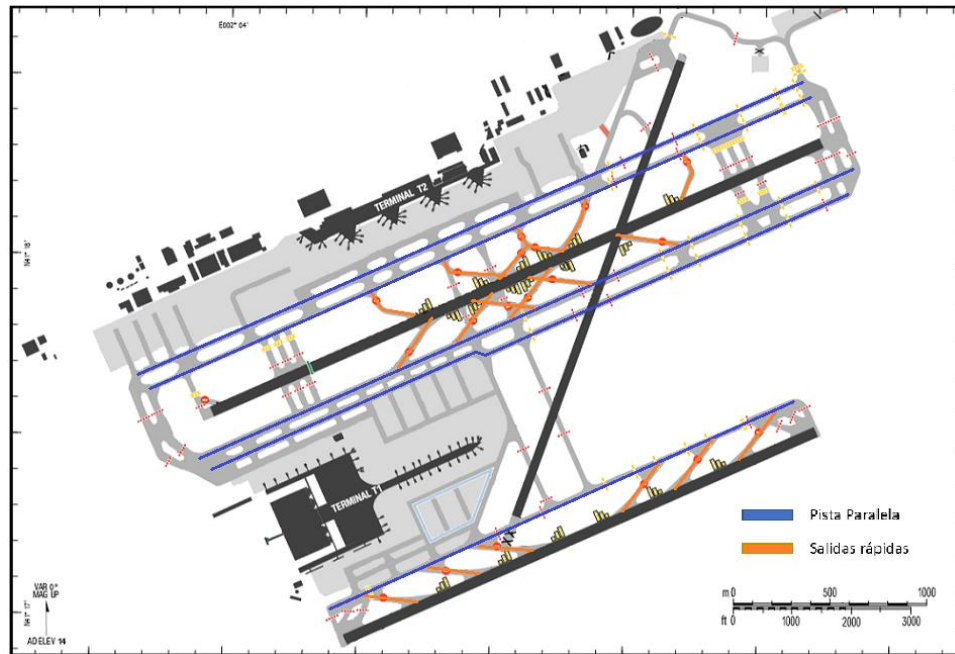 E002° 04'
TERMINAL T2
TERMINAL T1
Pista Paralela
Salidas rápidas
VAR 0°
MAG UP
AD ELEV 14
m 0 500 1000
ft 0 1000 2000 3000